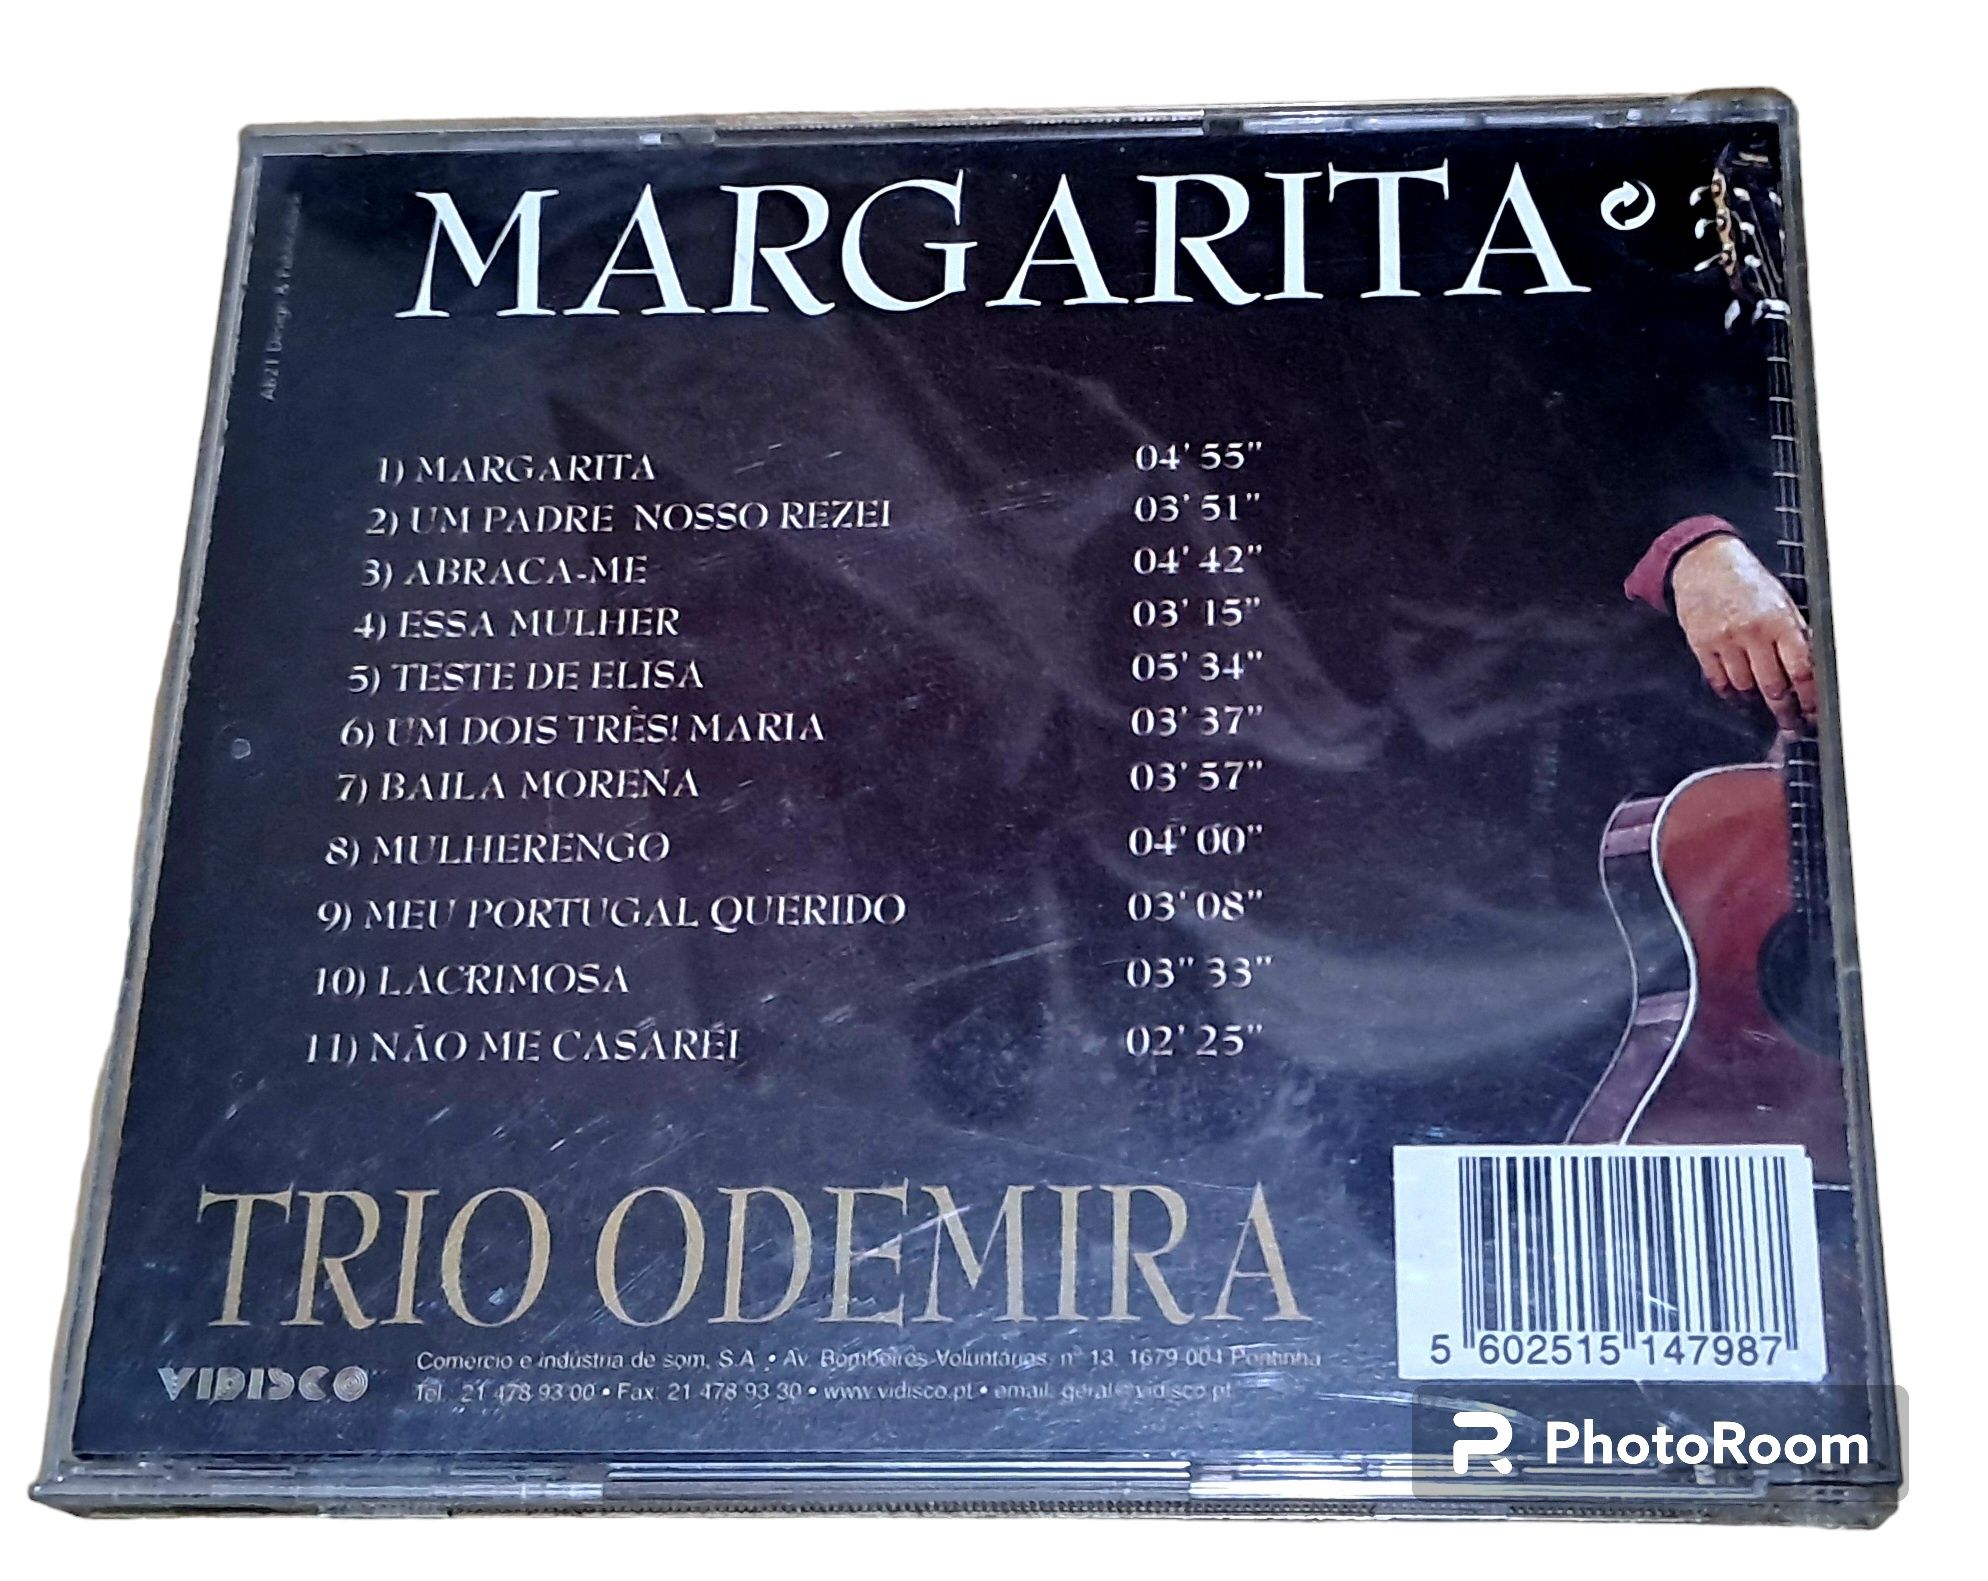 MARGARITA
1) MARGARITA 04' 55"
2) UM PADRE NOSSO REZEI 03' 51"
3) ABRACA-ME 04' 42"
4) ESSA MULHER 03' 15"
5) TESTE DE ELISA 05' 34"
6) UM DOIS TRÊS! MARIA 03' 37"
7) BAILA MORENA 03' 57"
8) MULHERENGO 04' 00"
9) MEU PORTUGAL QUERIDO 03' 08"
10) LACRIMOSA 03" 33"
11) NÃO ME CASAREI 02' 25"
TRIO ODEMIRA
VIDISCO
Comercio e indústria de som, S.A. • Av. Bombeiros Voluntários, nº 13, 1679-004 Pontinha
Tel.: 21 478 93 00 • Fax: 21 478 93 30 • www.vidisco.pt • email: geral@vidisco.pt
5 602515 147987
Ab21 Design &
PhotoRoom